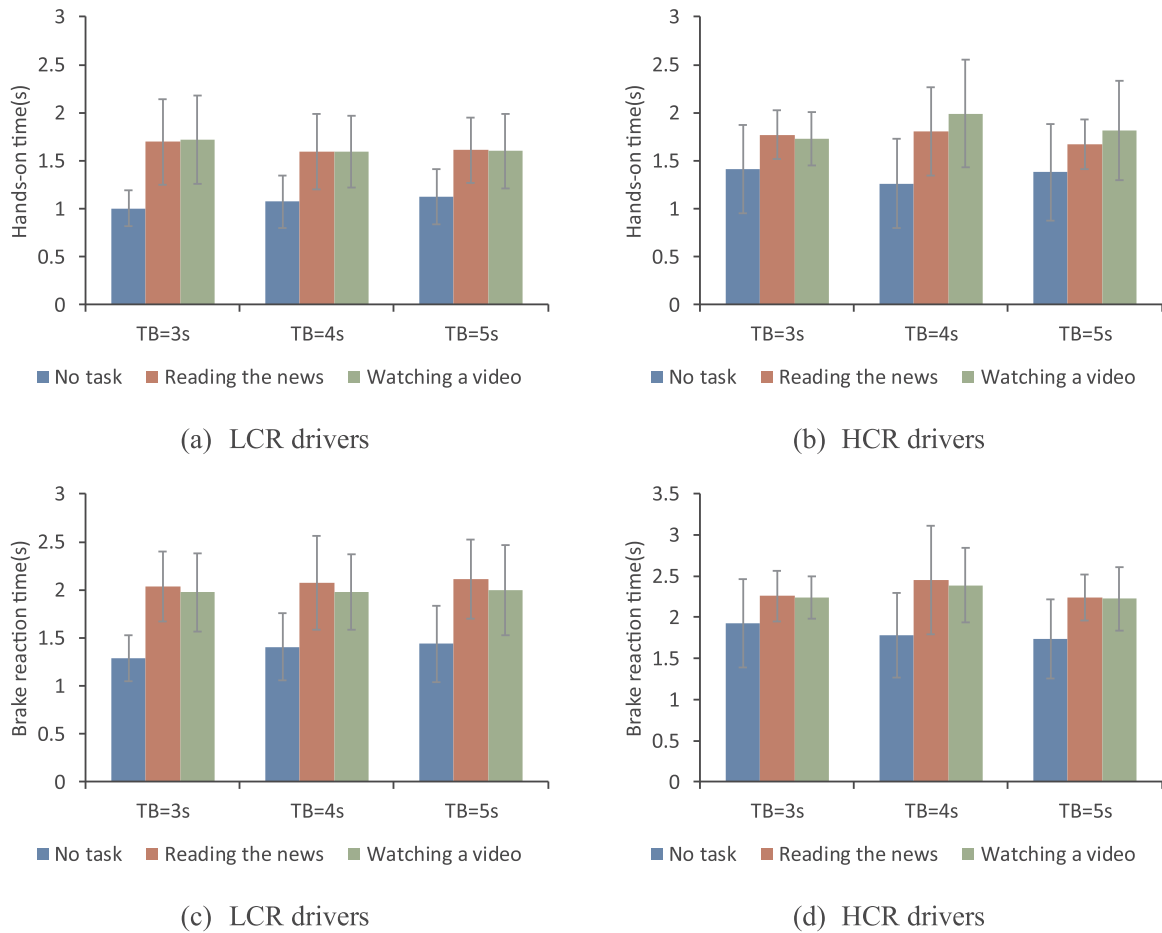 Hands-on time(s)
3
2.5
2
1.5
1
0.5
0
TB=3s TB=4s TB=5s
No task Reading the news Watching a video
(a) LCR drivers
Hands-on time(s)
3
2.5
2
1.5
1
0.5
0
TB=3s TB=4s TB=5s
No task Reading the news Watching a video
(b) HCR drivers
Brake reaction time(s)
3
2.5
2
1.5
1
0.5
0
TB=3s TB=4s TB=5s
No task Reading the news Watching a video
(c) LCR drivers
Brake reaction time(s)
3.5
3
2.5
2
1.5
1
0.5
0
TB=3s TB=4s TB=5s
No task Reading the news Watching a video
(d) HCR drivers